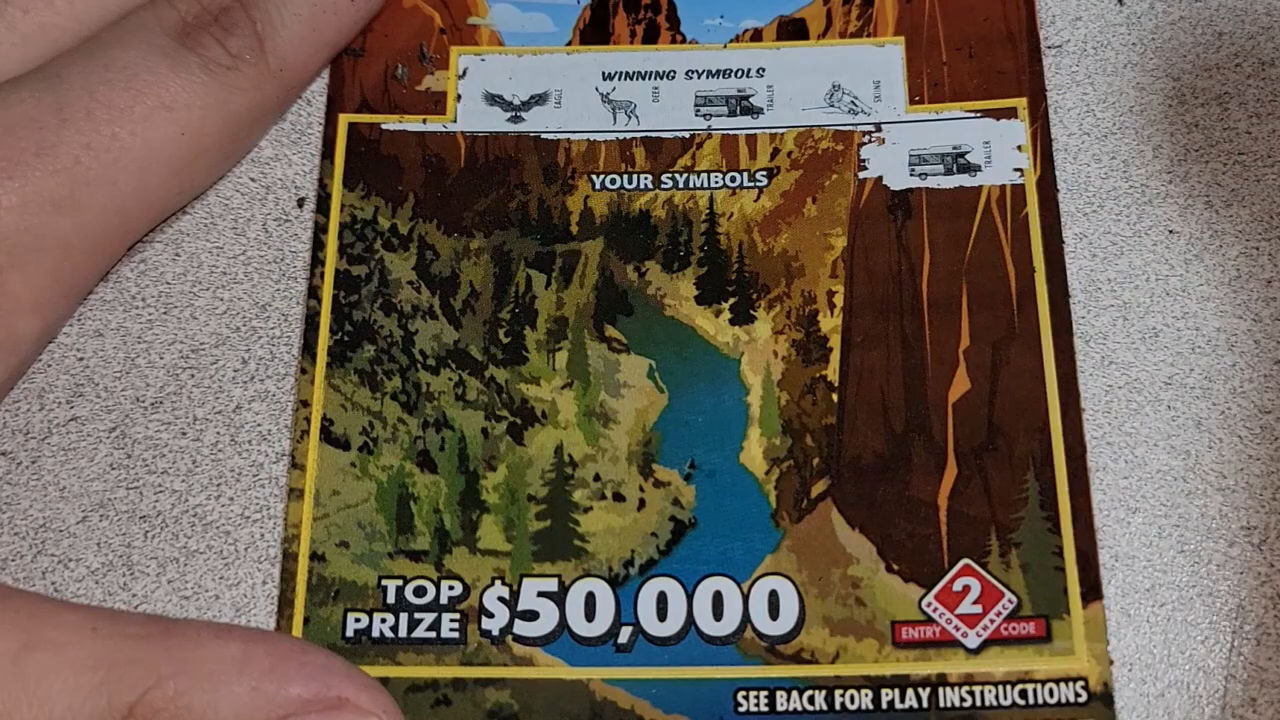 WINNING SYMBOLS
EAGLE
DEER
TRAILER
SKIING
TRAILER
YOUR SYMBOLS
TOP
PRIZE $50,000
2
SECOND CHANCE
ENTRY CODE
SEE BACK FOR PLAY INSTRUCTIONS